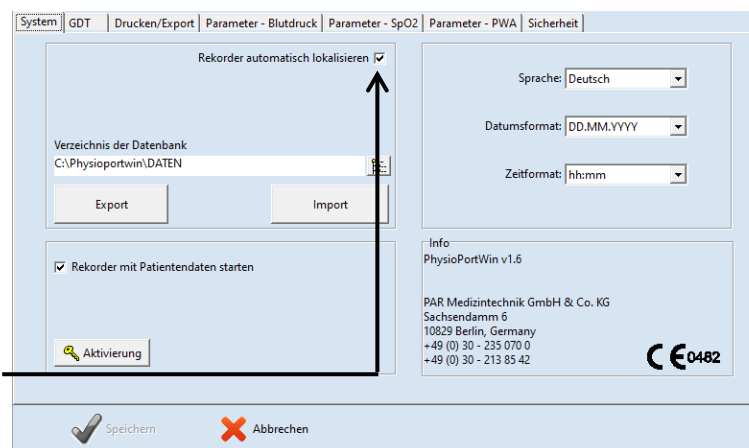 System GDT Drucken/Export Parameter - Blutdruck Parameter - SpO2 Parameter - PWA Sicherheit
Rekorder automatisch lokalisieren
Verzeichnis der Datenbank
C:\Physioportwin\DATEN
Export Import
Rekorder mit Patientendaten starten
Aktivierung
Sprache: Deutsch
Datumsformat: DD.MM.YYYY
Zeitformat: hh:mm
Info
PhysioPortWin v1.6
PAR Medizintechnik GmbH & Co. KG
Sachsendamm 6
10829 Berlin, Germany
+49 (0) 30 - 235 070 0
+49 (0) 30 - 213 85 42
CE 0482
Speichern Abbrechen